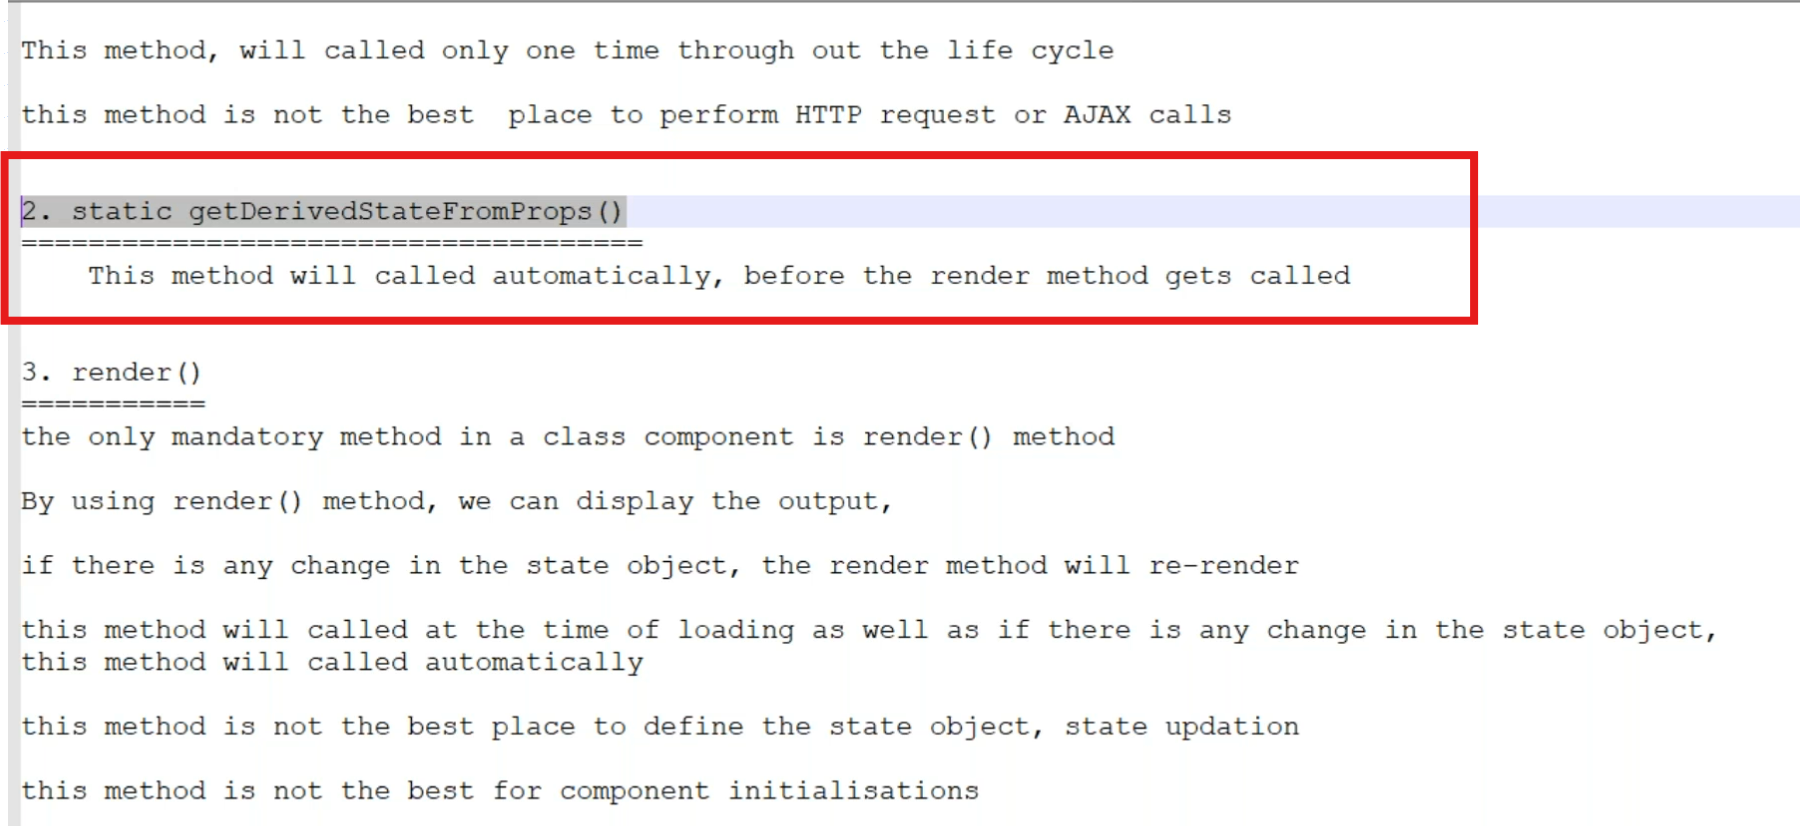 This method, will called only one time through out the life cycle
this method is not the best  place to perform HTTP request or AJAX calls
2. static getDerivedStateFromProps()
=====================================
    This method will called automatically, before the render method gets called
3. render()
===========
the only mandatory method in a class component is render() method
By using render() method, we can display the output,
if there is any change in the state object, the render method will re-render
this method will called at the time of loading as well as if there is any change in the state object,
this method will called automatically
this method is not the best place to define the state object, state updation
this method is not the best for component initialisations